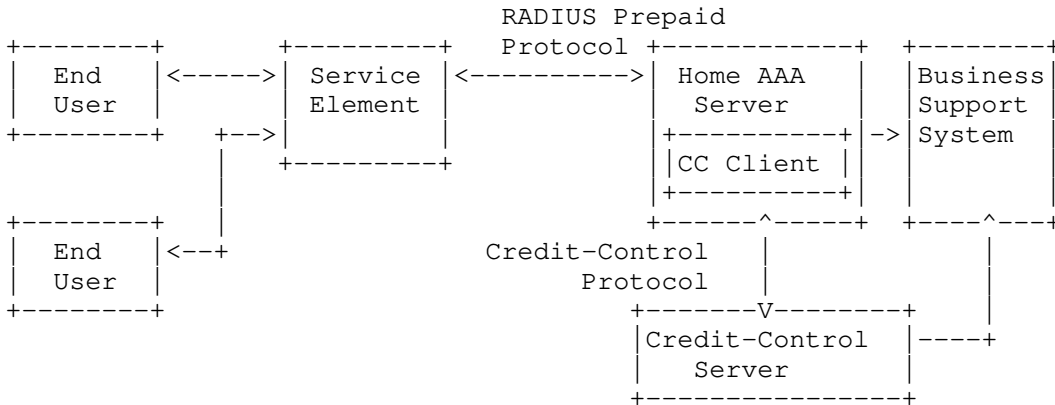 RADIUS Prepaid
Protocol
End Service Home AAA Business
User Element Server Support
System
CC Client
End Credit-Control
User Protocol
Credit-Control
Server